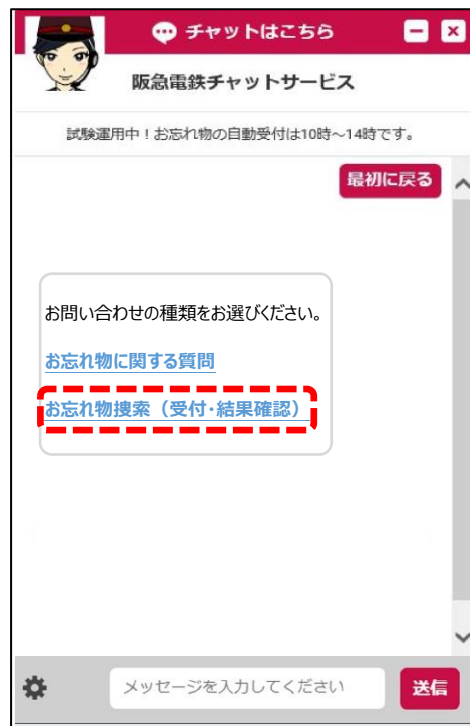 チャットはこちら
阪急電鉄チャットサービス
試験運用中！お忘れ物の自動受付は10時～14時です。
最初に戻る
お問い合わせの種類をお選びください。
お忘れ物に関する質問
お忘れ物捜索（受付・結果確認）
メッセージを入力してください
送信